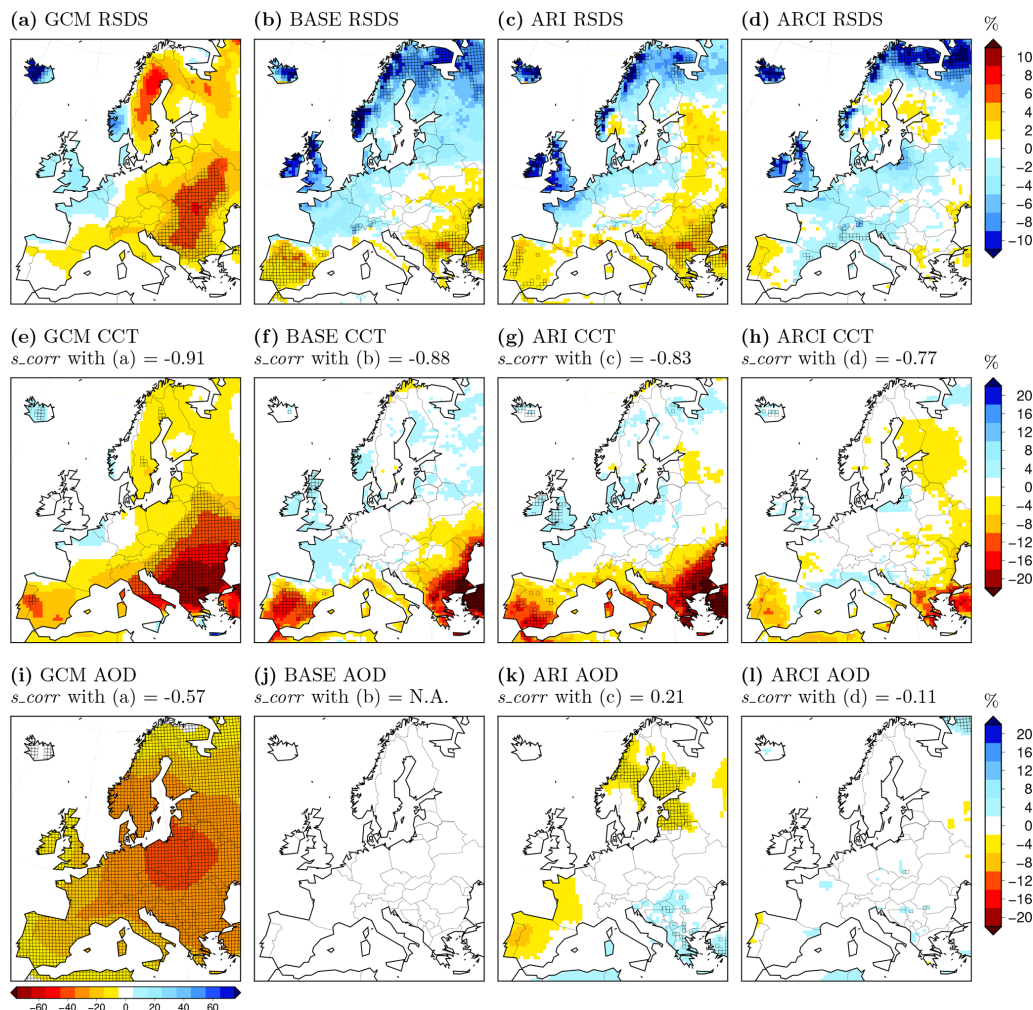 (a) GCM RSDS
(b) BASE RSDS
(c) ARI RSDS
(d) ARCI RSDS
%
10
8
6
4
2
0
−2
−4
−6
−8
−10
(e) GCM CCT
s_corr with (a) = -0.91
(f) BASE CCT
s_corr with (b) = -0.88
(g) ARI CCT
s_corr with (c) = -0.83
(h) ARCI CCT
s_corr with (d) = -0.77
%
20
16
12
8
4
0
−4
−8
−12
−16
−20
(i) GCM AOD
s_corr with (a) = -0.57
(j) BASE AOD
s_corr with (b) = N.A.
(k) ARI AOD
s_corr with (c) = 0.21
(l) ARCI AOD
s_corr with (d) = -0.11
%
20
16
12
8
4
0
−4
−8
−12
−16
−20
−60 −40 −20 0 20 40 60